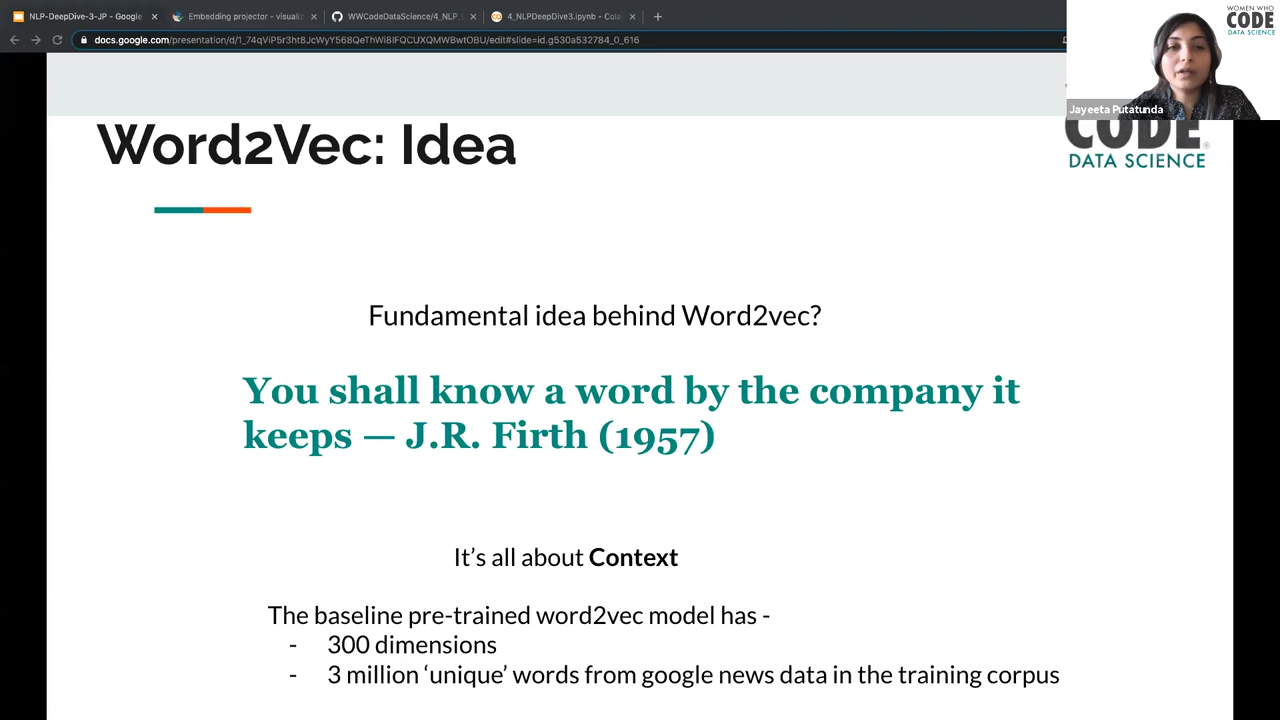 NLP-DeepDive-3-JP - Google
Embedding projector - visualiz
WWCodeDataScience/4_NLP_
4_NLPDeepDive3.ipynb - Cola
docs.google.com/presentation/d/1_74qViP5r3ht8JcWyY568QeThWi8IFQCUXQMWBwtOBU/edit#slide=id.g530a532784_0_616
WOMEN WHO
CODE
DATA SCIENCE
Jayeeta Putatunda
CODE
DATA SCIENCE
Word2Vec: Idea
Fundamental idea behind Word2vec?
You shall know a word by the company it
keeps — J.R. Firth (1957)
It's all about Context
The baseline pre-trained word2vec model has -
- 300 dimensions
- 3 million ‘unique’ words from google news data in the training corpus